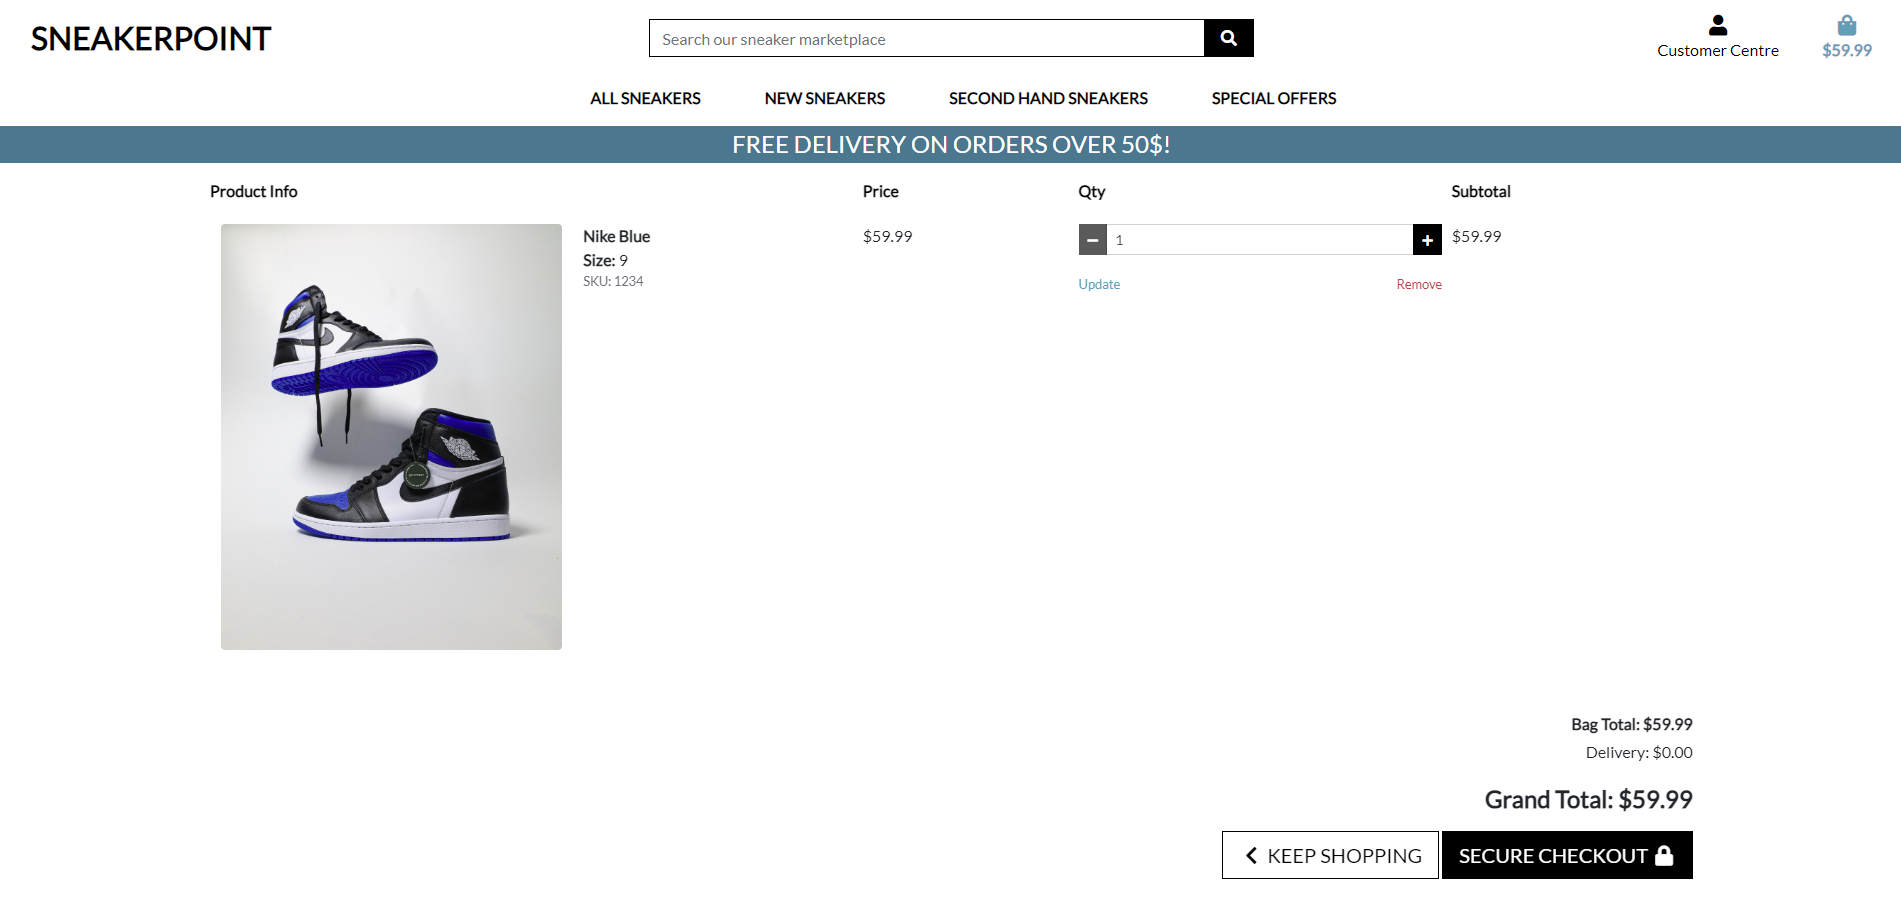 SNEAKERPOINT
Search our sneaker marketplace
Customer Centre
$59.99
ALL SNEAKERS
NEW SNEAKERS
SECOND HAND SNEAKERS
SPECIAL OFFERS
FREE DELIVERY ON ORDERS OVER 50$!
Product Info
Price
Qty
Subtotal
Nike Blue
$59.99
1
$59.99
Size: 9
SKU: 1234
Update
Remove
Bag Total: $59.99
Delivery: $0.00
Grand Total: $59.99
KEEP SHOPPING
SECURE CHECKOUT